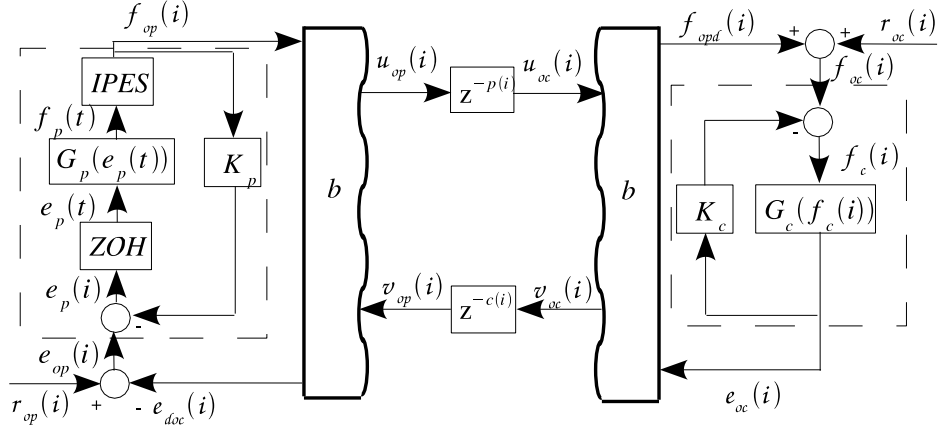 f_op(i)
IPES
f_p(t)
G_p(e_p(t))
K_p
e_p(t)
ZOH
e_p(i)
-
e_op(i)
r_op(i)
+
-
e_doc(i)
b
u_op(i)
z^-p(i)
u_oc(i)
v_op(i)
z^-c(i)
v_oc(i)
b
f_opd(i)
+
+
r_oc(i)
f_oc(i)
-
f_c(i)
K_c
G_c(f_c(i))
e_oc(i)